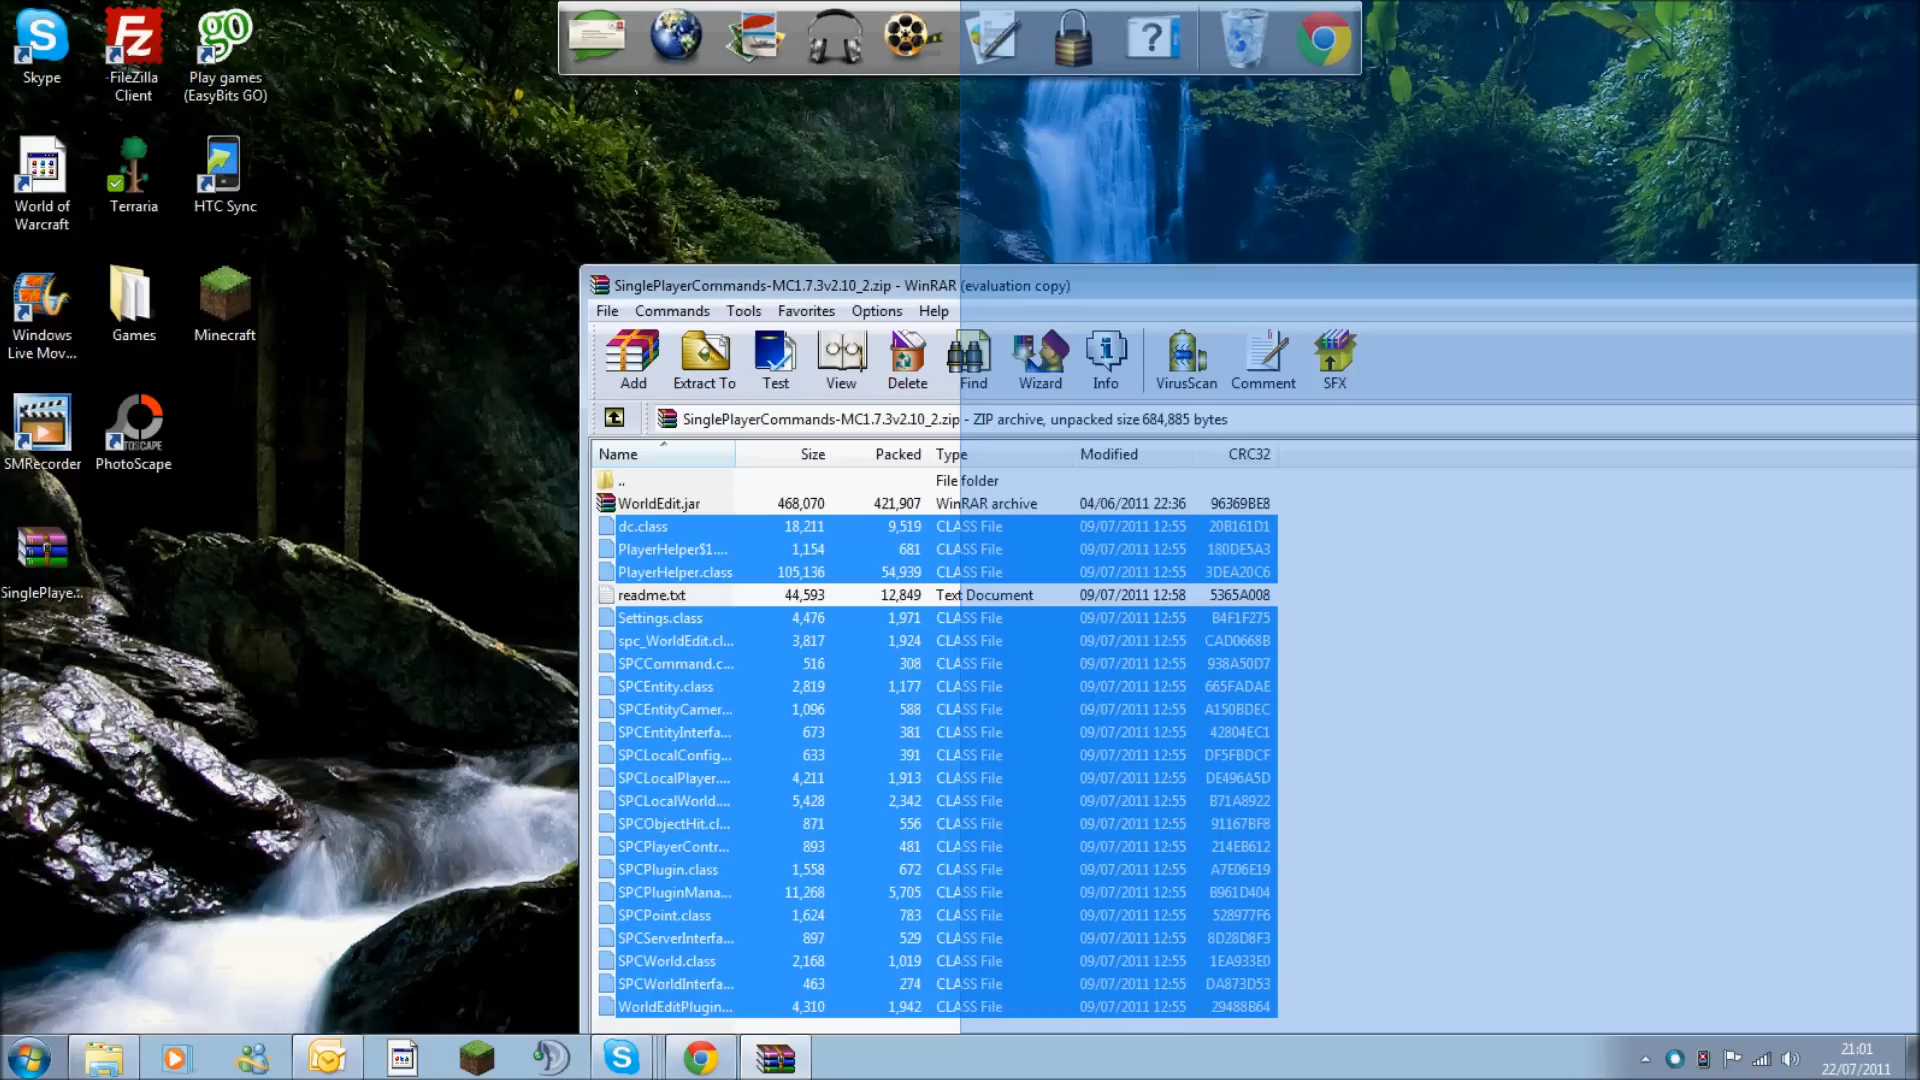 Skype
FileZilla
Client
Play games
(EasyBits GO)
World of
Warcraft
Terraria
HTC Sync
Windows
Live Mov...
Games
Minecraft
SMRecorder
PhotoScape
SinglePlaye...
SinglePlayerCommands-MC1.7.3v2.10_2.zip - WinRAR (evaluation copy)
File Commands Tools Favorites Options Help
Add Extract To Test View Delete Find Wizard Info VirusScan Comment SFX
SinglePlayerCommands-MC1.7.3v2.10_2.zip - ZIP archive, unpacked size 684,885 bytes
Name Size Packed Type Modified CRC32
.. File folder
WorldEdit.jar 468,070 421,907 WinRAR archive 04/06/2011 22:36 96369BE8
dc.class 18,211 9,519 CLASS File 09/07/2011 12:55 20B161D1
PlayerHelper$1.... 1,154 681 CLASS File 09/07/2011 12:55 180DE5A3
PlayerHelper.class 105,136 54,939 CLASS File 09/07/2011 12:55 3DEA20C6
readme.txt 44,593 12,849 Text Document 09/07/2011 12:58 5365A008
Settings.class 4,476 1,971 CLASS File 09/07/2011 12:55 B4F1F275
spc_WorldEdit.cl... 3,817 1,924 CLASS File 09/07/2011 12:55 CAD0668B
SPCCommand.c... 516 308 CLASS File 09/07/2011 12:55 938A50D7
SPCEntity.class 2,819 1,177 CLASS File 09/07/2011 12:55 665FADAE
SPCEntityCamer... 1,096 588 CLASS File 09/07/2011 12:55 A150BDEC
SPCEntityInterfa... 673 381 CLASS File 09/07/2011 12:55 42804EC1
SPCLocalConfig... 633 391 CLASS File 09/07/2011 12:55 DF5FBDCF
SPCLocalPlayer.... 4,211 1,913 CLASS File 09/07/2011 12:55 DE496A5D
SPCLocalWorld.... 5,428 2,342 CLASS File 09/07/2011 12:55 B71A8922
SPCObjectHit.cl... 871 556 CLASS File 09/07/2011 12:55 91167BF8
SPCPlayerContr... 893 481 CLASS File 09/07/2011 12:55 214EB612
SPCPlugin.class 1,558 672 CLASS File 09/07/2011 12:55 A7E06E19
SPCPluginMana... 11,268 5,705 CLASS File 09/07/2011 12:55 B961D404
SPCPoint.class 1,624 783 CLASS File 09/07/2011 12:55 528977F6
SPCServerInterfa... 897 529 CLASS File 09/07/2011 12:55 8D28D8F3
SPCWorld.class 2,168 1,019 CLASS File 09/07/2011 12:55 1EA933E0
SPCWorldInterfa... 463 274 CLASS File 09/07/2011 12:55 DA873D53
WorldEditPlugin... 4,310 1,942 CLASS File 09/07/2011 12:55 29488B64
21:01
22/07/2011